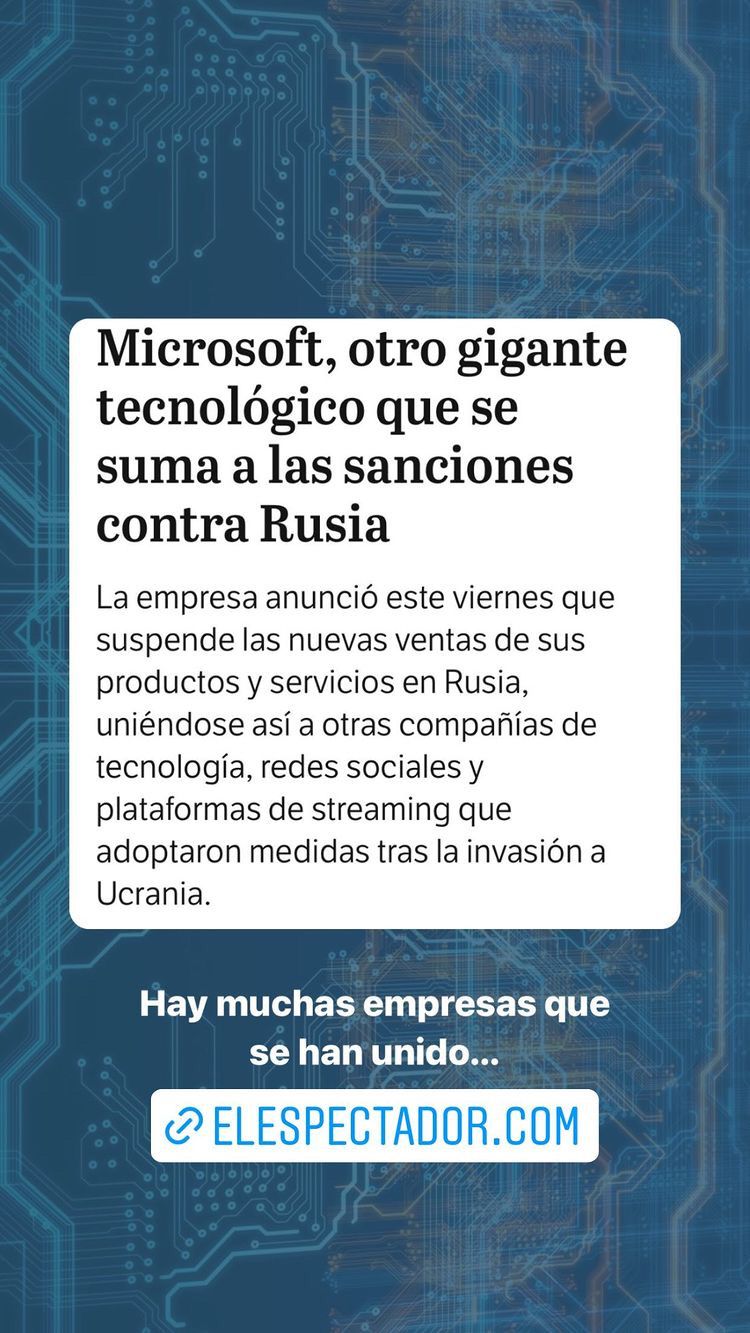 Microsoft, otro gigante
tecnológico que se
suma a las sanciones
contra Rusia
La empresa anunció este viernes que
suspende las nuevas ventas de sus
productos y servicios en Rusia,
uniéndose así a otras compañías de
tecnología, redes sociales y
plataformas de streaming que
adoptaron medidas tras la invasión a
Ucrania.
Hay muchas empresas que
se han unido...
ELESPECTADOR.COM